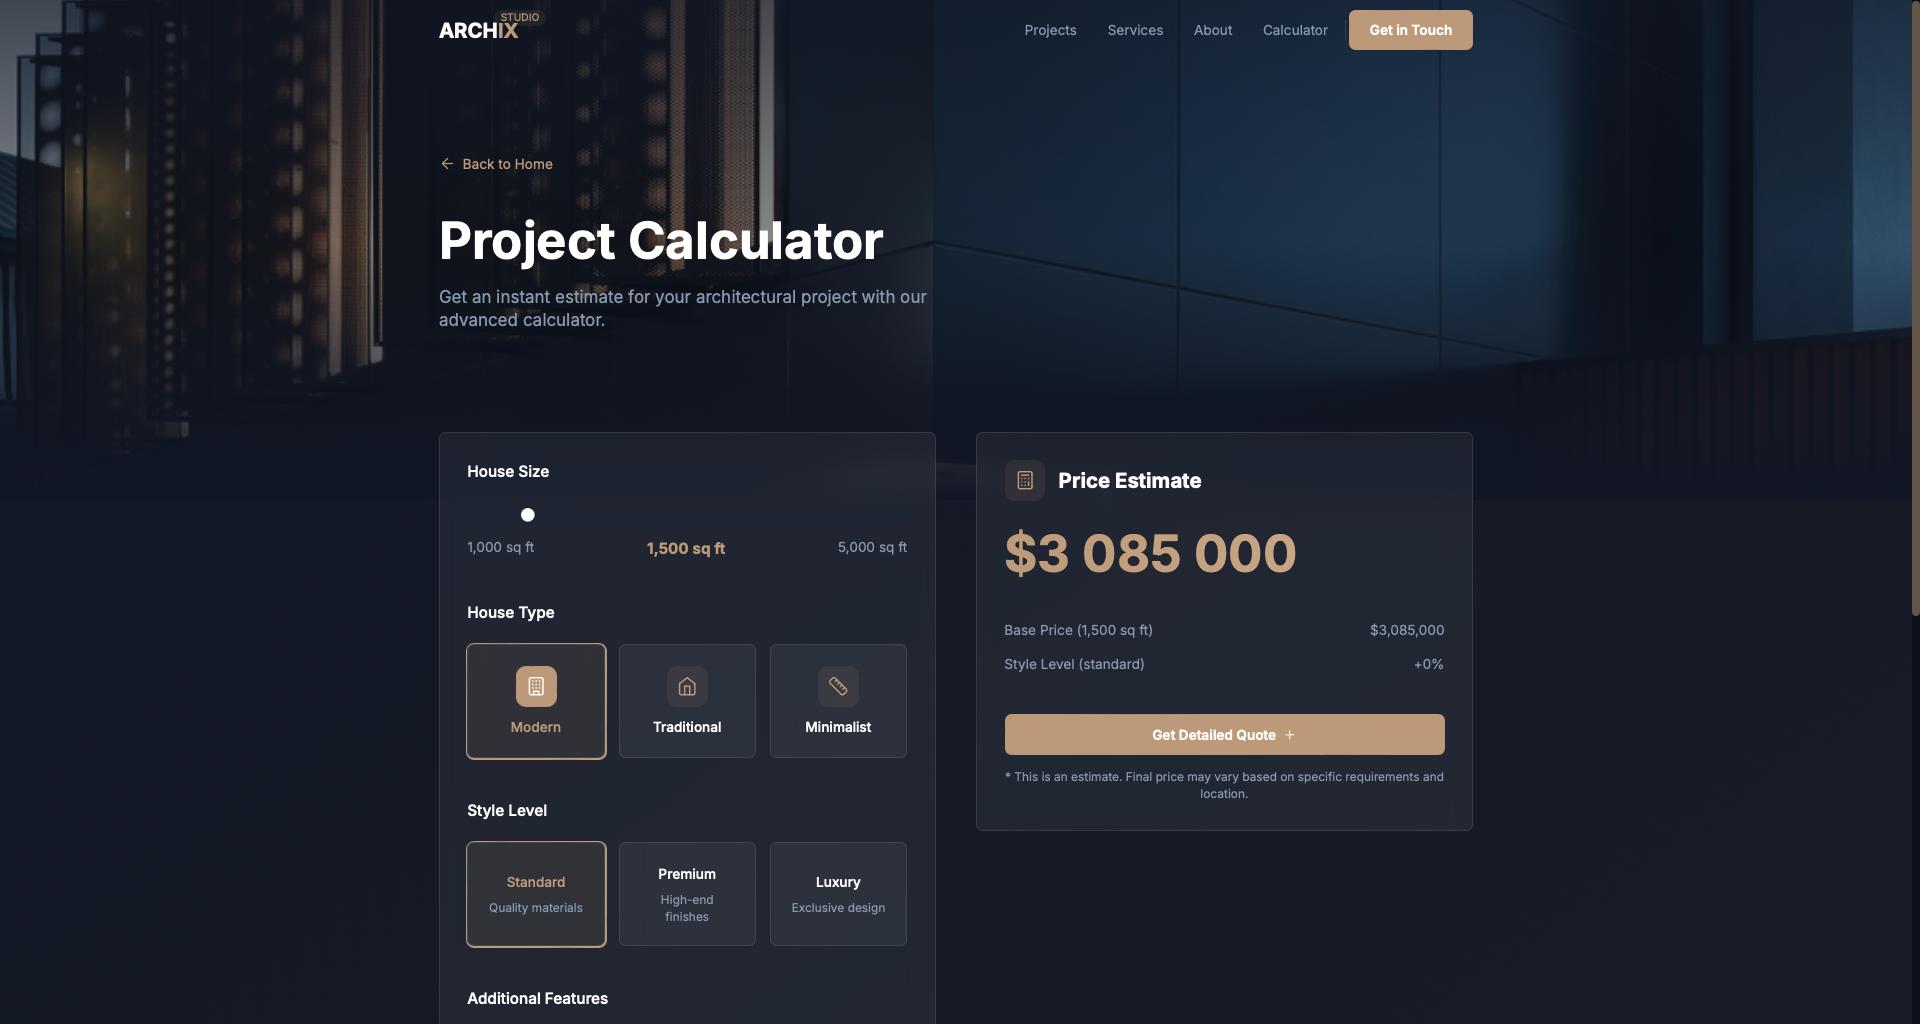 ARCHIX
STUDIO
Projects
Services
About
Calculator
Get in Touch
Back to Home
Project Calculator
Get an instant estimate for your architectural project with our
advanced calculator.
House Size
1,000 sq ft
1,500 sq ft
5,000 sq ft
House Type
Modern
Traditional
Minimalist
Style Level
Standard
Quality materials
Premium
High-end
finishes
Luxury
Exclusive design
Additional Features
Price Estimate
$3 085 000
Base Price (1,500 sq ft)
$3,085,000
Style Level (standard)
+0%
Get Detailed Quote +
* This is an estimate. Final price may vary based on specific requirements and
location.